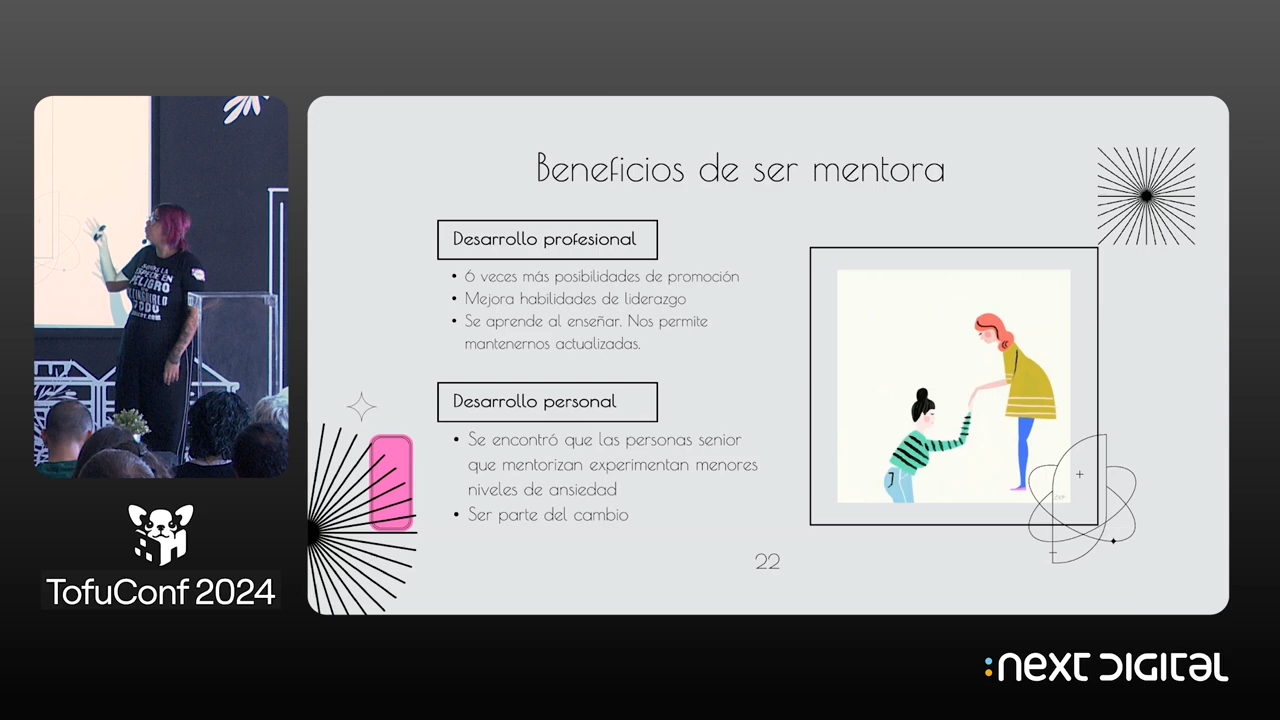 Beneficios de ser mentora
Desarrollo profesional
• 6 veces más posibilidades de promoción
• Mejora habilidades de liderazgo
• Se aprende al enseñar. Nos permite
mantenernos actualizadas.
Desarrollo personal
• Se encontró que las personas senior
que mentorizan experimentan menores
niveles de ansiedad
• Ser parte del cambio
22
PELIGRO
TODO
TofuConf 2024
:next digital